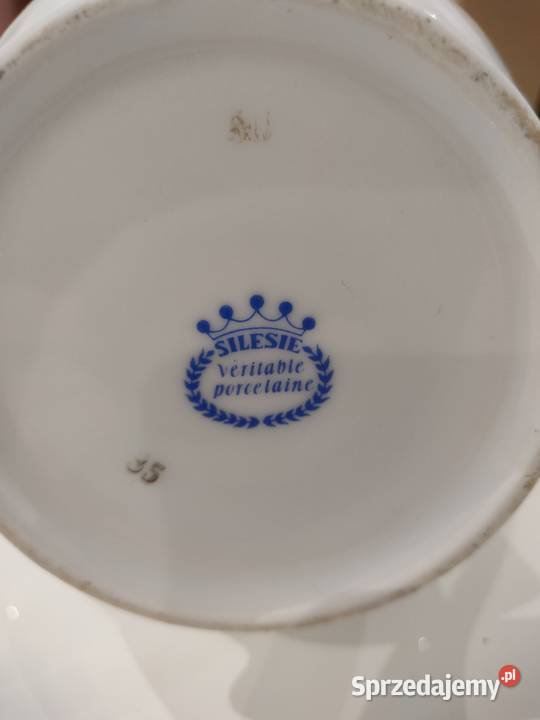 SILESIE
véritable
porcelaine
35
Sprzedajemy.pl